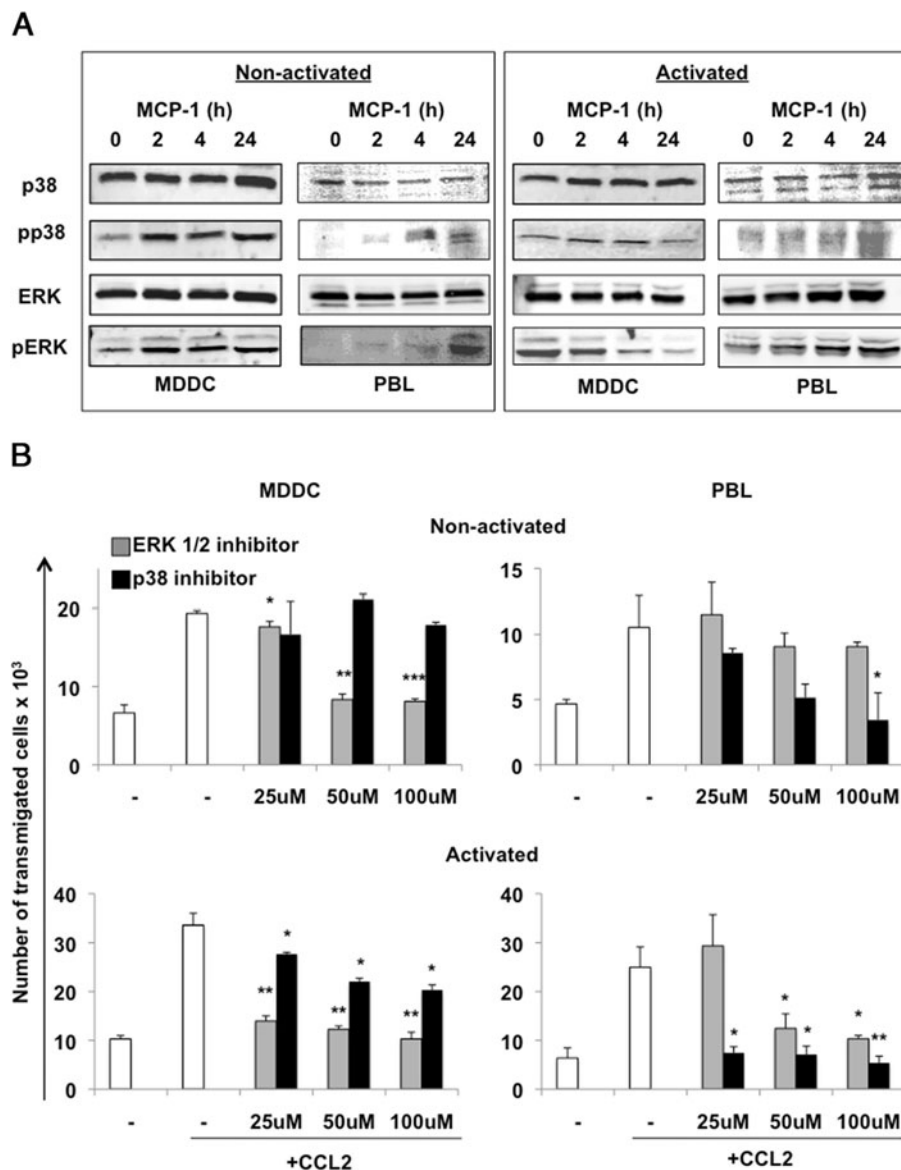 A
Non-activated
Activated
MCP-1 (h)
MCP-1 (h)
MCP-1 (h)
MCP-1 (h)
0 2 4 24
0 2 4 24
0 2 4 24
0 2 4 24
p38
pp38
ERK
pERK
MDDC
PBL
MDDC
PBL
B
MDDC
PBL
Non-activated
ERK 1/2 inhibitor
p38 inhibitor
Number of transmigated cells x 10³
20
10
0
* ** ***
- - 25uM 50uM 100uM
15
10
5
0
*
- - 25uM 50uM 100uM
Activated
40
30
20
10
0
** * ** * ** *
- - 25uM 50uM 100uM
+CCL2
40
30
20
10
0
* * * * **
- - 25uM 50uM 100uM
+CCL2